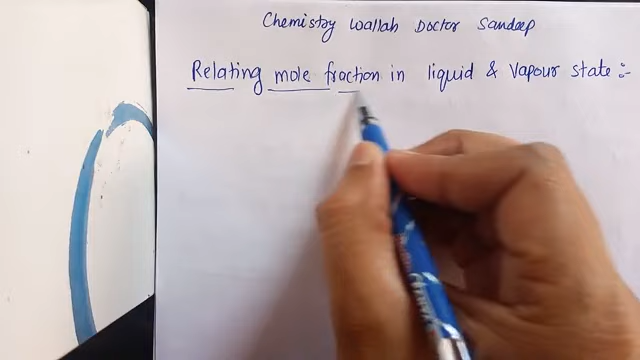 Chemistry Wallah Doctor Sandeep
Relating mole fraction in liquid & Vapour state :-